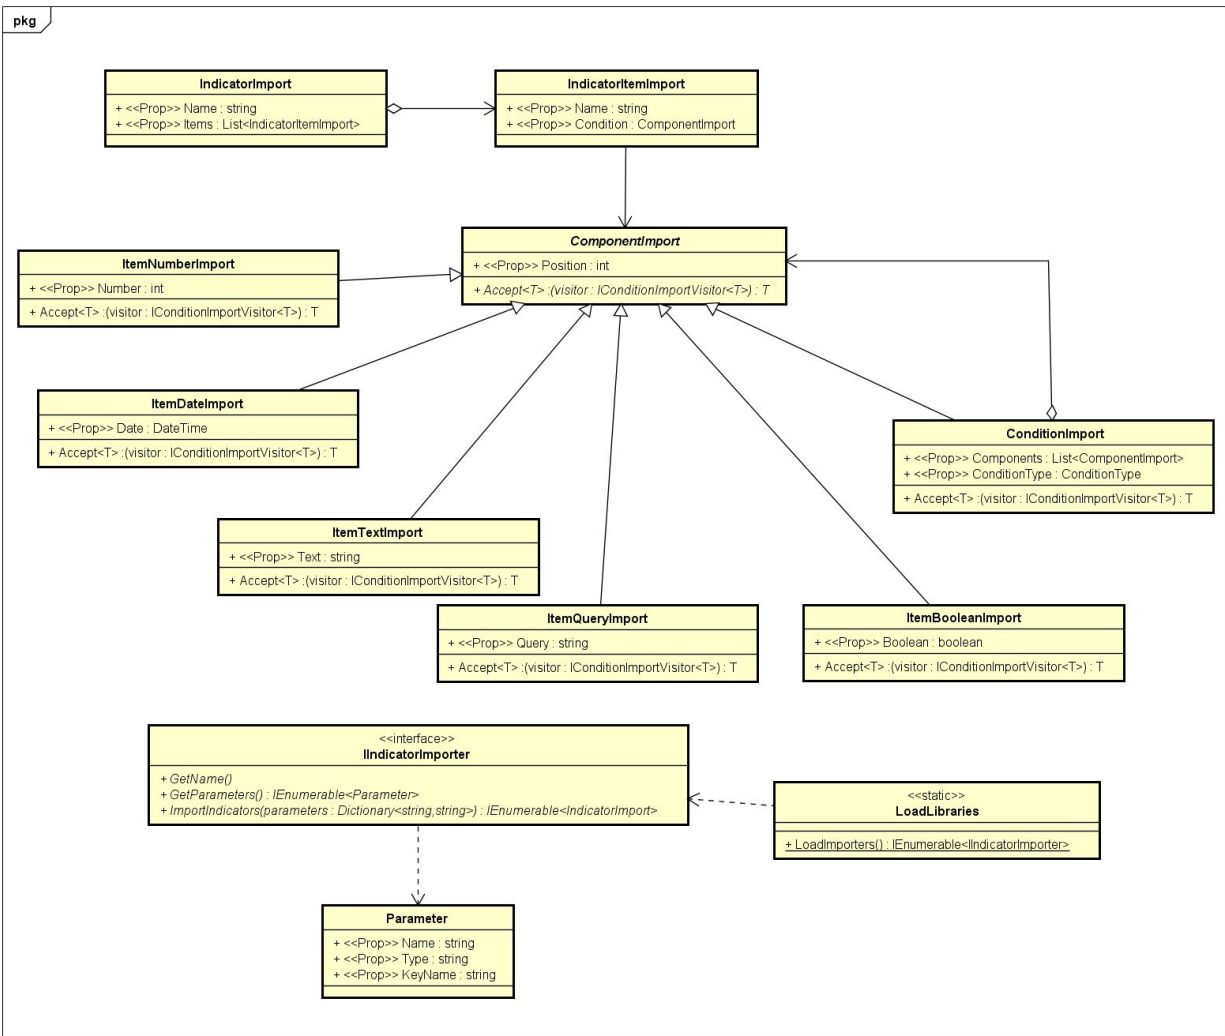 pkg
IndicatorImport
+ <<Prop>> Name : string
+ <<Prop>> Items : List<IndicatorItemImport>
IndicatorItemImport
+ <<Prop>> Name : string
+ <<Prop>> Condition : ComponentImport
ComponentImport
+ <<Prop>> Position : int
+ Accept<T> :(visitor : IConditionImportVisitor<T>) : T
ItemNumberImport
+ <<Prop>> Number : int
+ Accept<T> :(visitor : IConditionImportVisitor<T>) : T
ItemDateImport
+ <<Prop>> Date : DateTime
+ Accept<T> :(visitor : IConditionImportVisitor<T>) : T
ConditionImport
+ <<Prop>> Components : List<ComponentImport>
+ <<Prop>> ConditionType : ConditionType
+ Accept<T> :(visitor : IConditionImportVisitor<T>) : T
ItemTextImport
+ <<Prop>> Text : string
+ Accept<T> :(visitor : IConditionImportVisitor<T>) : T
ItemQueryImport
+ <<Prop>> Query : string
+ Accept<T> :(visitor : IConditionImportVisitor<T>) : T
ItemBooleanImport
+ <<Prop>> Boolean : boolean
+ Accept<T> :(visitor : IConditionImportVisitor<T>) : T
<<interface>>
IIndicatorImporter
+ GetName()
+ GetParameters() : IEnumerable<Parameter>
+ ImportIndicators(parameters : Dictionary<string,string>) : IEnumerable<IndicatorImport>
<<static>>
LoadLibraries
+ LoadImporters() : IEnumerable<IIndicatorImporter>
Parameter
+ <<Prop>> Name : string
+ <<Prop>> Type : string
+ <<Prop>> KeyName : string